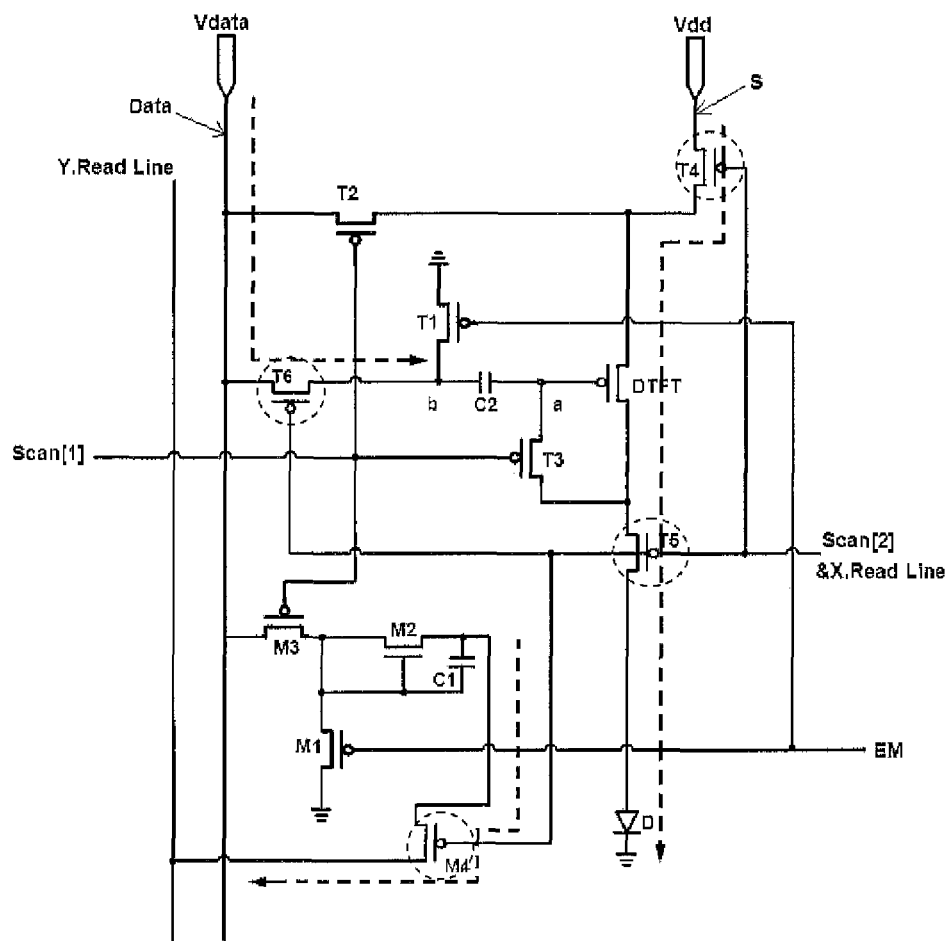 Vdata
Vdd
S
Data
Y.Read Line
T4
T2
T1
T6
b
C2
a
DTFT
Scan[1]
T3
T5
Scan[2]
&X.Read Line
M3
M2
C1
M1
EM
D
M4